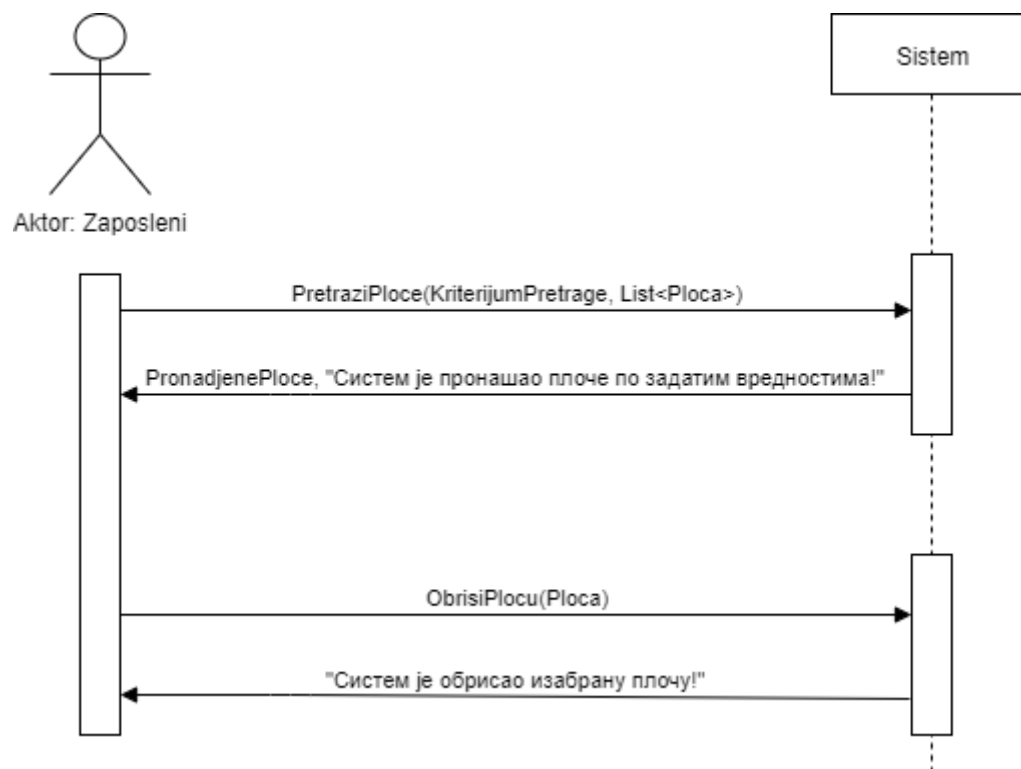 Sistem
Aktor: Zaposleni
PretraziPloce(KriterijumPretrage, List<Ploca>)
PronadjenePloce, "Систем је пронашао плоче по задатим вредностима!"
ObrisiPlocu(Ploca)
"Систем је обрисао изабрану плочу!"